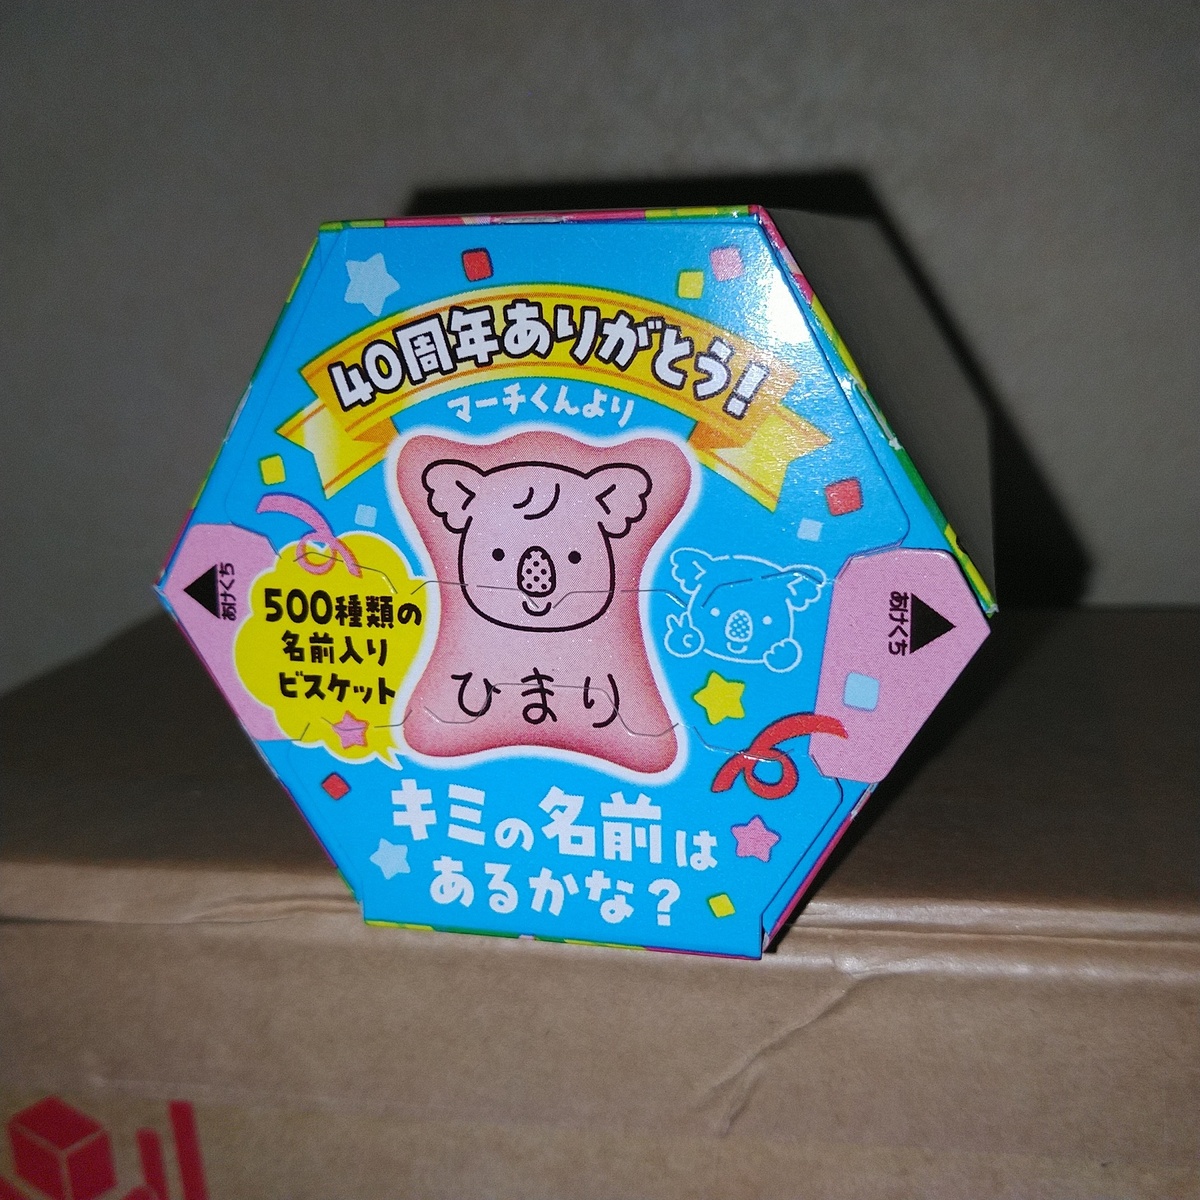 40周年ありがとう!
マーチくんより
500種類の
名前入り
ビスケット
ひまり
キミの名前は
あるかな?
あけくち
あけくち